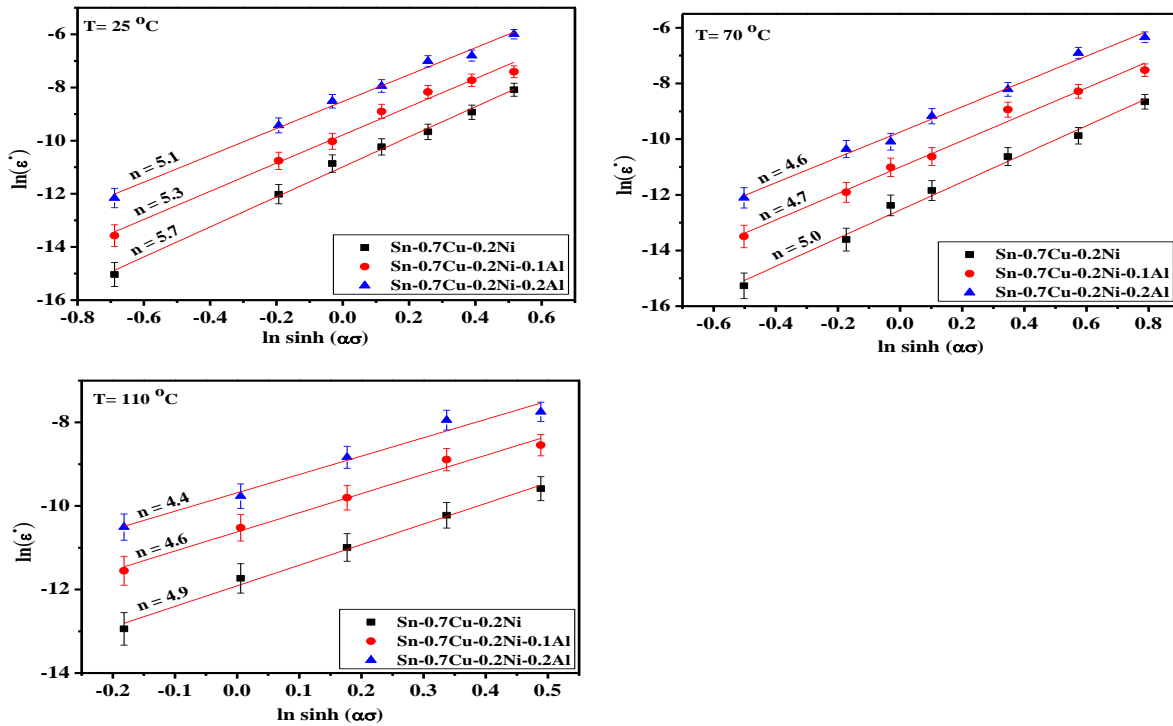 T= 25 °C
ln(ε•)
-6
-8
-10
-12
-14
-16
n = 5.1
n = 5.3
n = 5.7
Sn-0.7Cu-0.2Ni
Sn-0.7Cu-0.2Ni-0.1Al
Sn-0.7Cu-0.2Ni-0.2Al
-0.8 -0.6 -0.4 -0.2 0.0 0.2 0.4 0.6
ln sinh (ασ)
T= 70 °C
ln(ε•)
-6
-8
-10
-12
-14
-16
n = 4.6
n = 4.7
n = 5.0
Sn-0.7Cu-0.2Ni
Sn-0.7Cu-0.2Ni-0.1Al
Sn-0.7Cu-0.2Ni-0.2Al
-0.6 -0.4 -0.2 0.0 0.2 0.4 0.6 0.8
ln sinh (ασ)
T= 110 °C
ln(ε•)
-8
-10
-12
-14
n = 4.4
n = 4.6
n = 4.9
Sn-0.7Cu-0.2Ni
Sn-0.7Cu-0.2Ni-0.1Al
Sn-0.7Cu-0.2Ni-0.2Al
-0.2 -0.1 0.0 0.1 0.2 0.3 0.4 0.5
ln sinh (ασ)